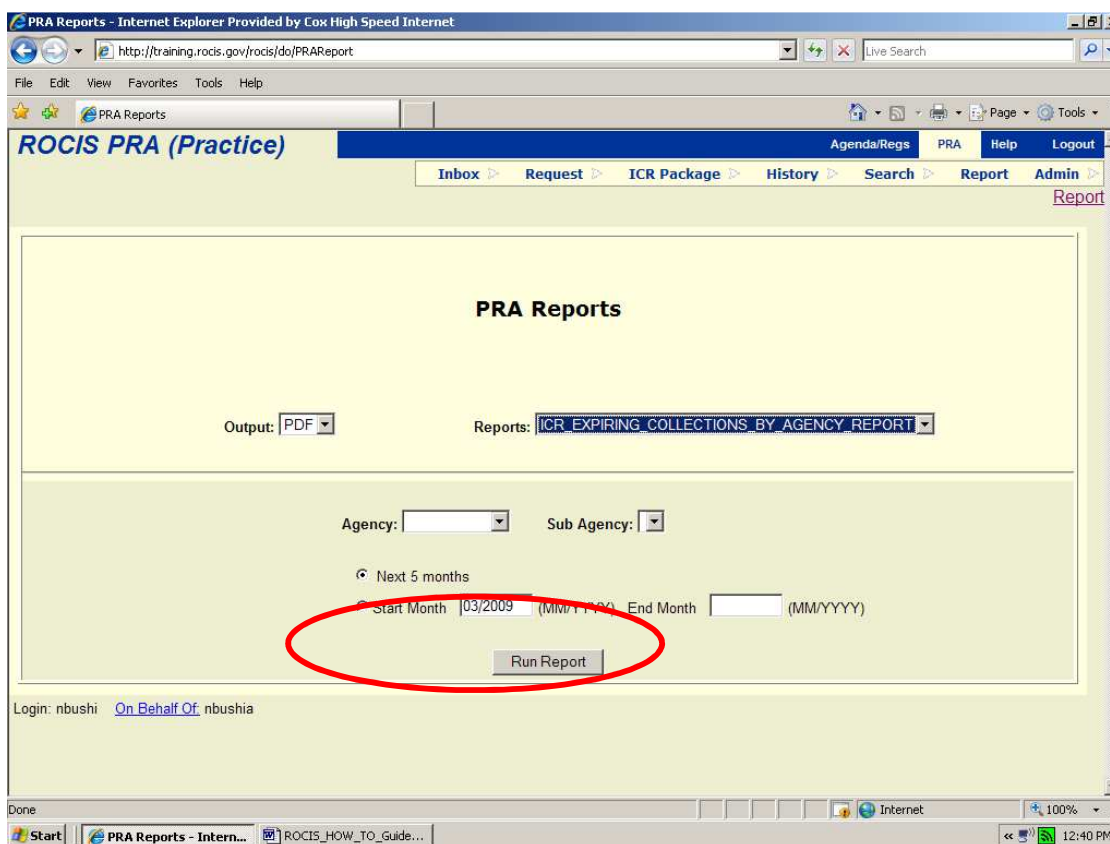 PRA Reports - Internet Explorer Provided by Cox High Speed Internet
http://training.rocis.gov/rocis/do/PRAReport
Live Search
File Edit View Favorites Tools Help
PRA Reports
Page Tools
ROCIS PRA (Practice)
Agenda/Regs PRA Help Logout
Inbox Request ICR Package History Search Report Admin
Report
PRA Reports
Output: PDF Reports: ICR_EXPIRING_COLLECTIONS_BY_AGENCY_REPORT
Agency: Sub Agency:
Next 5 months
Start Month 03/2009 (MM/YYYY) End Month (MM/YYYY)
Run Report
Login: nbushi On Behalf Of: nbushia
Done
Internet
100%
Start PRA Reports - Intern... ROCIS_HOW_TO_Guide... 12:40 PM